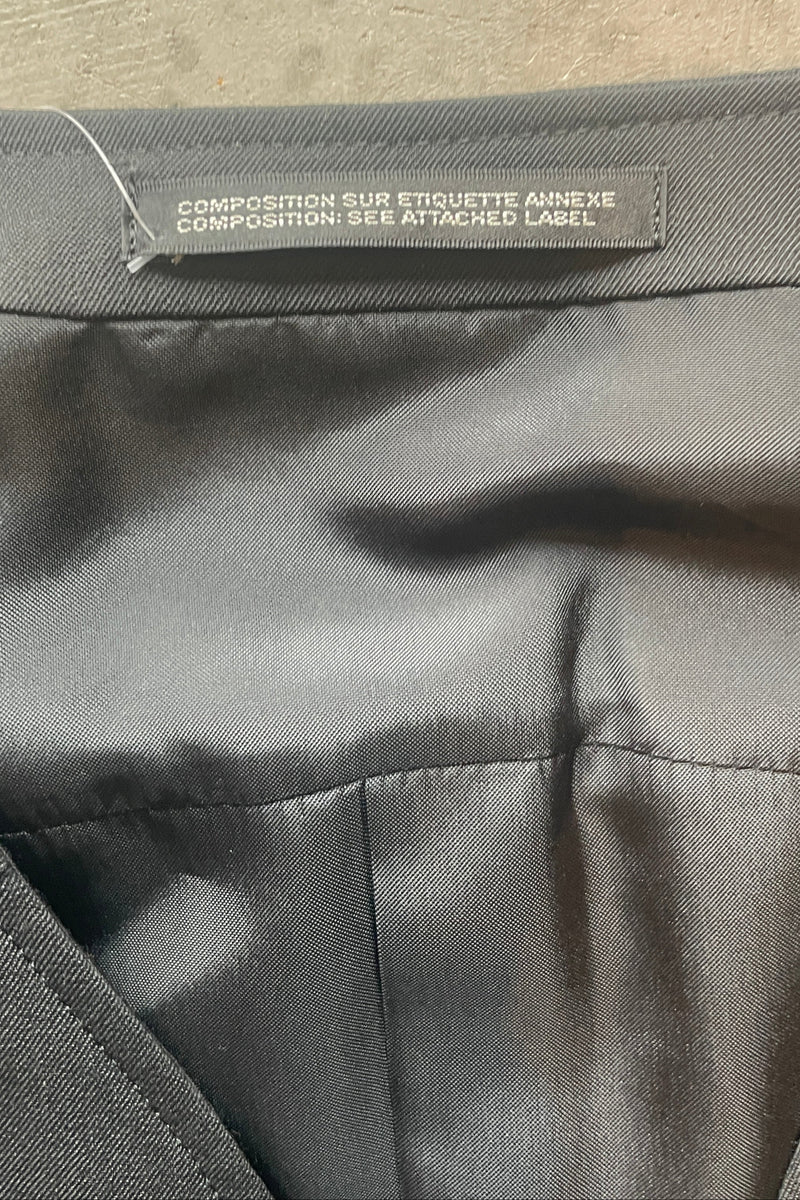 COMPOSITION SUR ETIQUETTE ANNEXE
COMPOSITION: SEE ATTACHED LABEL